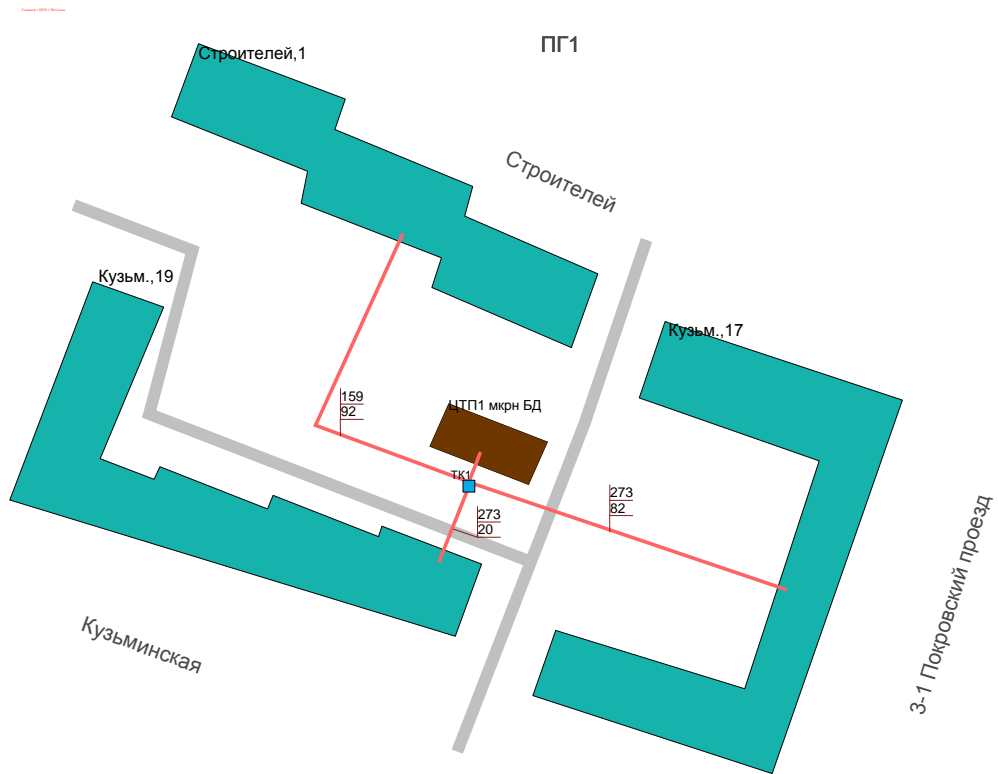 ПГ1
Строителей,1
Строителей
Кузьм.,19
Кузьм.,17
159
92
ЦТП1 мкрн БД
ТК1
273
82
273
20
3-1 Покровский проезд
Кузьминская